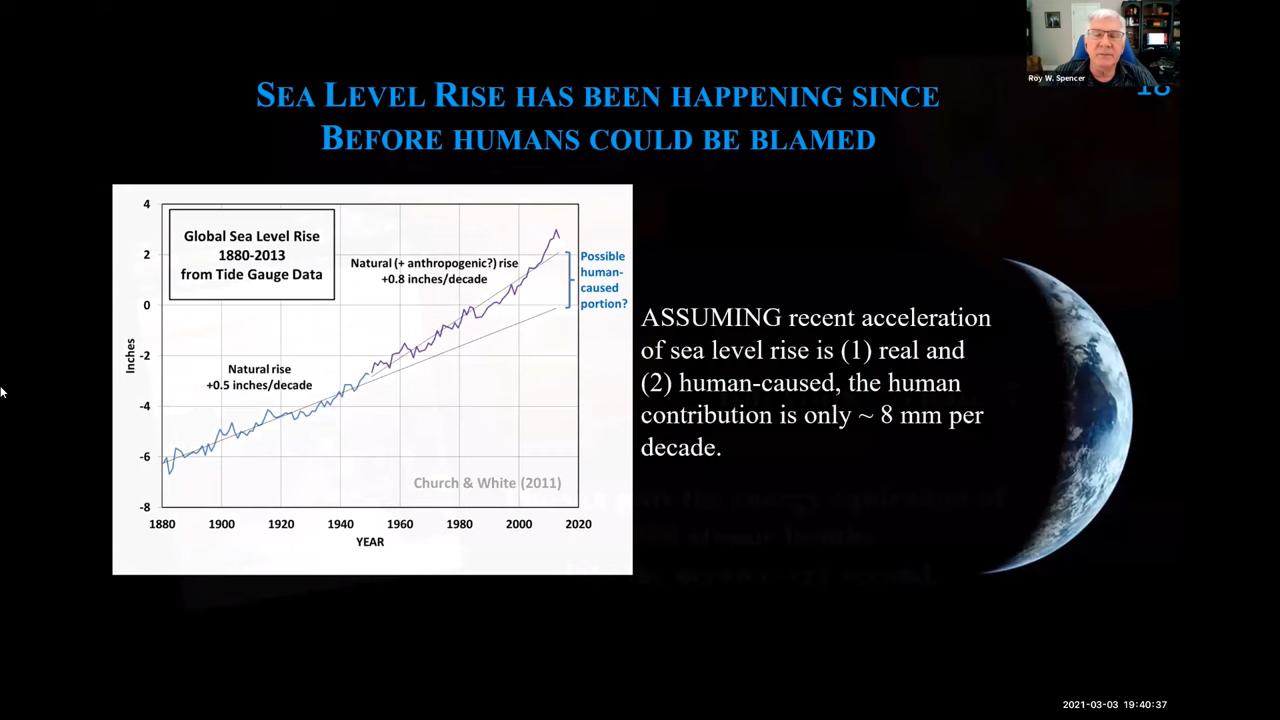 Roy W. Spencer
18
SEA LEVEL RISE HAS BEEN HAPPENING SINCE
BEFORE HUMANS COULD BE BLAMED
4
2
0
-2
-4
-6
-8
Inches
Global Sea Level Rise
1880-2013
from Tide Gauge Data
Natural (+ anthropogenic?) rise
+0.8 inches/decade
Possible
human-
caused
portion?
Natural rise
+0.5 inches/decade
Church & White (2011)
1880 1900 1920 1940 1960 1980 2000 2020
YEAR
ASSUMING recent acceleration
of sea level rise is (1) real and
(2) human-caused, the human
contribution is only ~ 8 mm per
decade.
2021-03-03 19:40:37